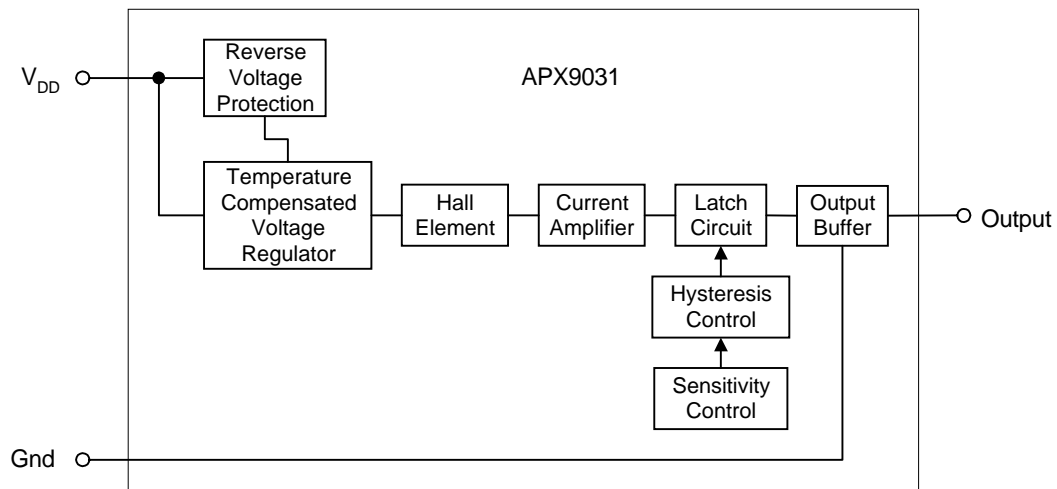 Reverse
Voltage
Protection
APX9031
VDD
Temperature
Compensated
Voltage
Regulator
Hall
Element
Current
Amplifier
Latch
Circuit
Output
Buffer
Output
Hysteresis
Control
Sensitivity
Control
Gnd